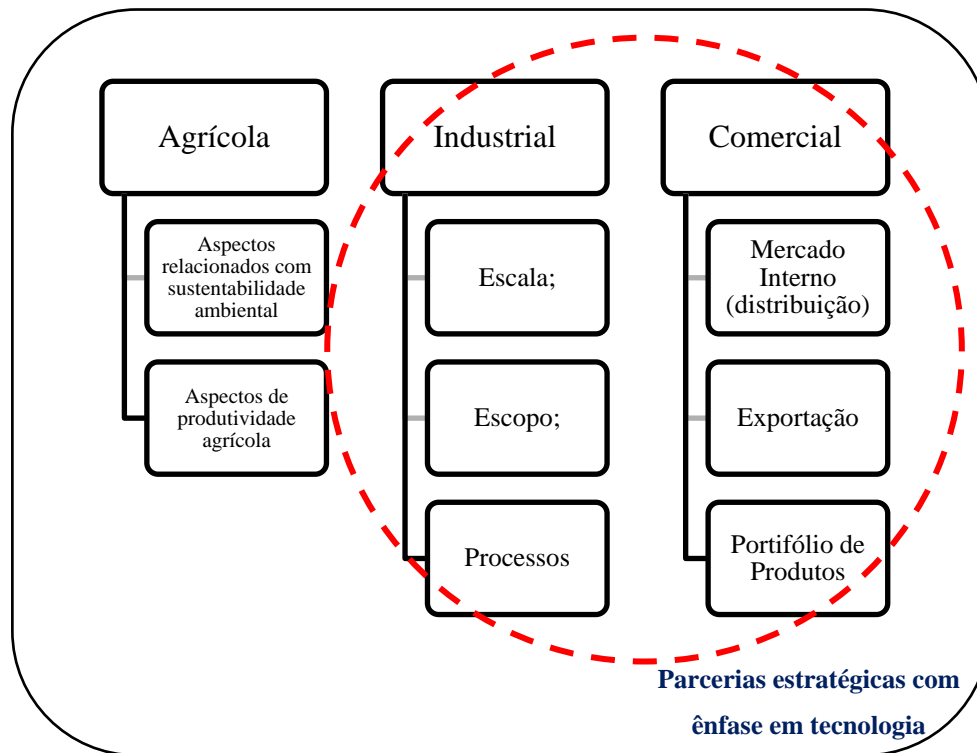 Agrícola
Aspectos
relacionados com
sustentabilidade
ambiental
Aspectos de
produtividade
agrícola
Industrial
Escala;
Escopo;
Processos
Comercial
Mercado
Interno
(distribuição)
Exportação
Portifólio de
Produtos
Parcerias estratégicas com
ênfase em tecnologia